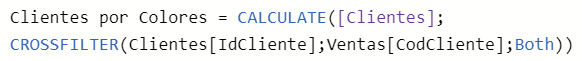 Clientes por Colores = CALCULATE([Clientes];
CROSSFILTER(Clientes[IdCliente];Ventas[CodCliente];Both))